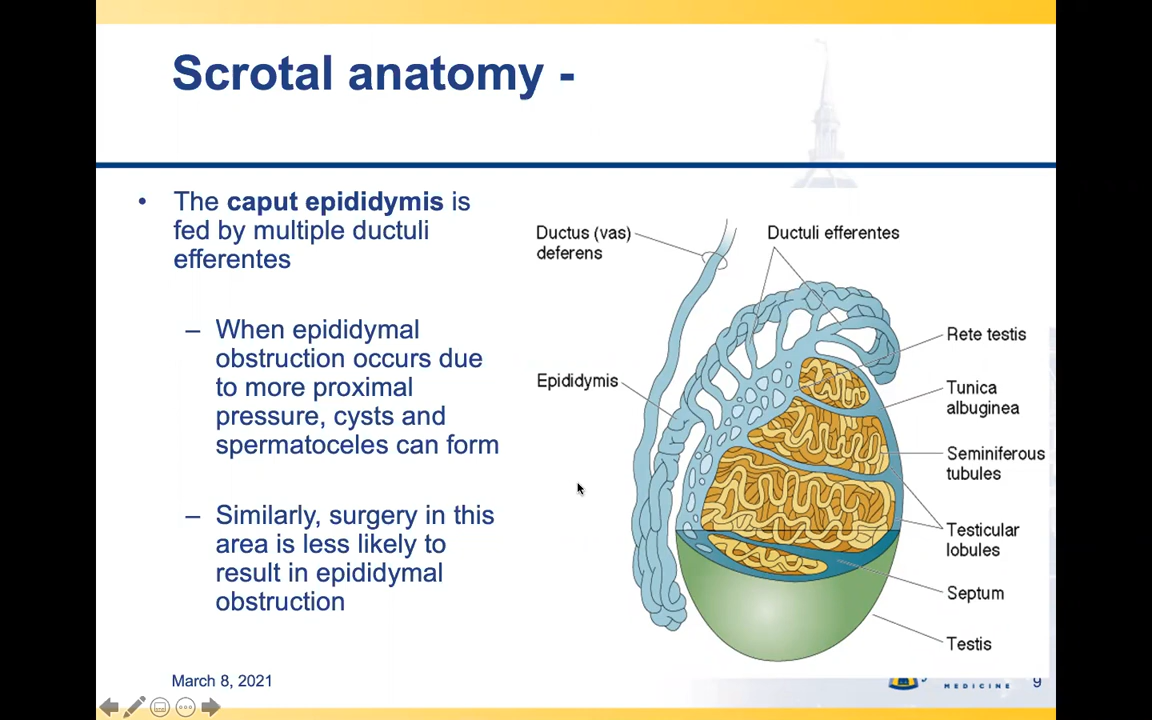 Scrotal anatomy -
• The caput epididymis is
fed by multiple ductuli
efferentes
– When epididymal
obstruction occurs due
to more proximal
pressure, cysts and
spermatoceles can form
– Similarly, surgery in this
area is less likely to
result in epididymal
obstruction
Ductus (vas)
deferens
Ductuli efferentes
Epididymis
Rete testis
Tunica
albuginea
Seminiferous
tubules
Testicular
lobules
Septum
Testis
March 8, 2021
MEDICINE
9